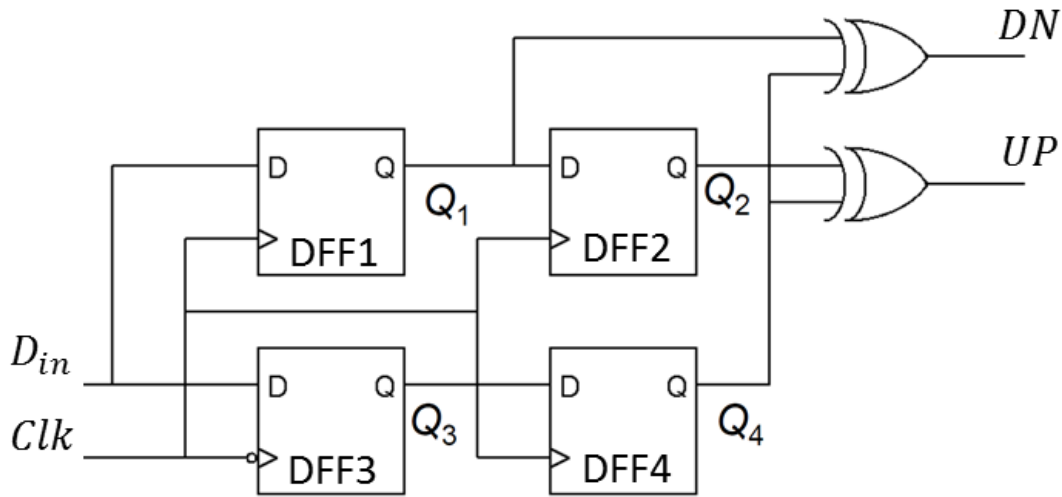 DN
UP
D Q
Q1
DFF1
D Q
Q2
DFF2
Din
Clk
D Q
Q3
DFF3
D Q
Q4
DFF4